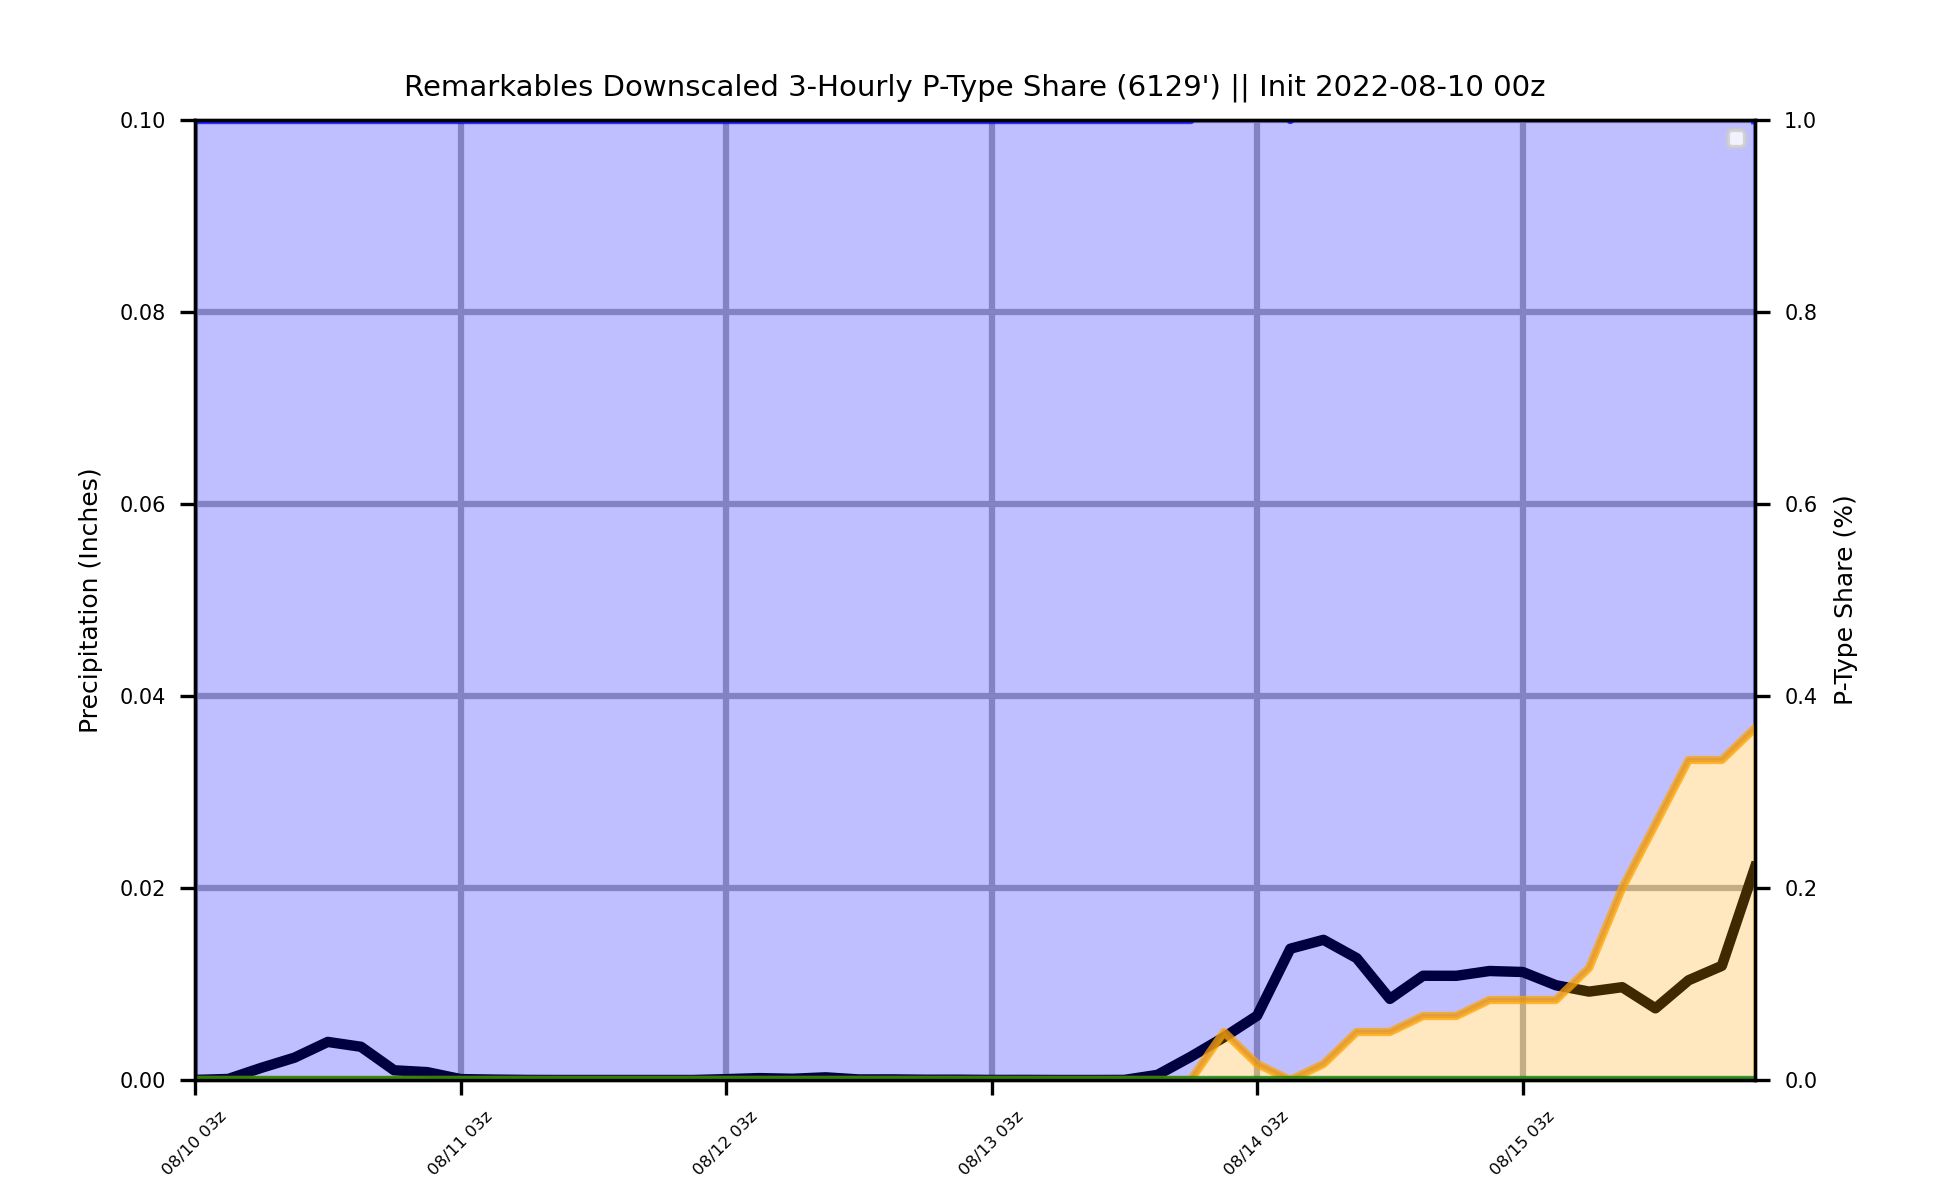 Remarkables Downscaled 3-Hourly P-Type Share (6129') || Init 2022-08-10 00z
0.10
0.08
0.06
0.04
0.02
0.00
Precipitation (Inches)
1.0
0.8
0.6
0.4
0.2
0.0
P-Type Share (%)
08/10 03z
08/11 03z
08/12 03z
08/13 03z
08/14 03z
08/15 03z